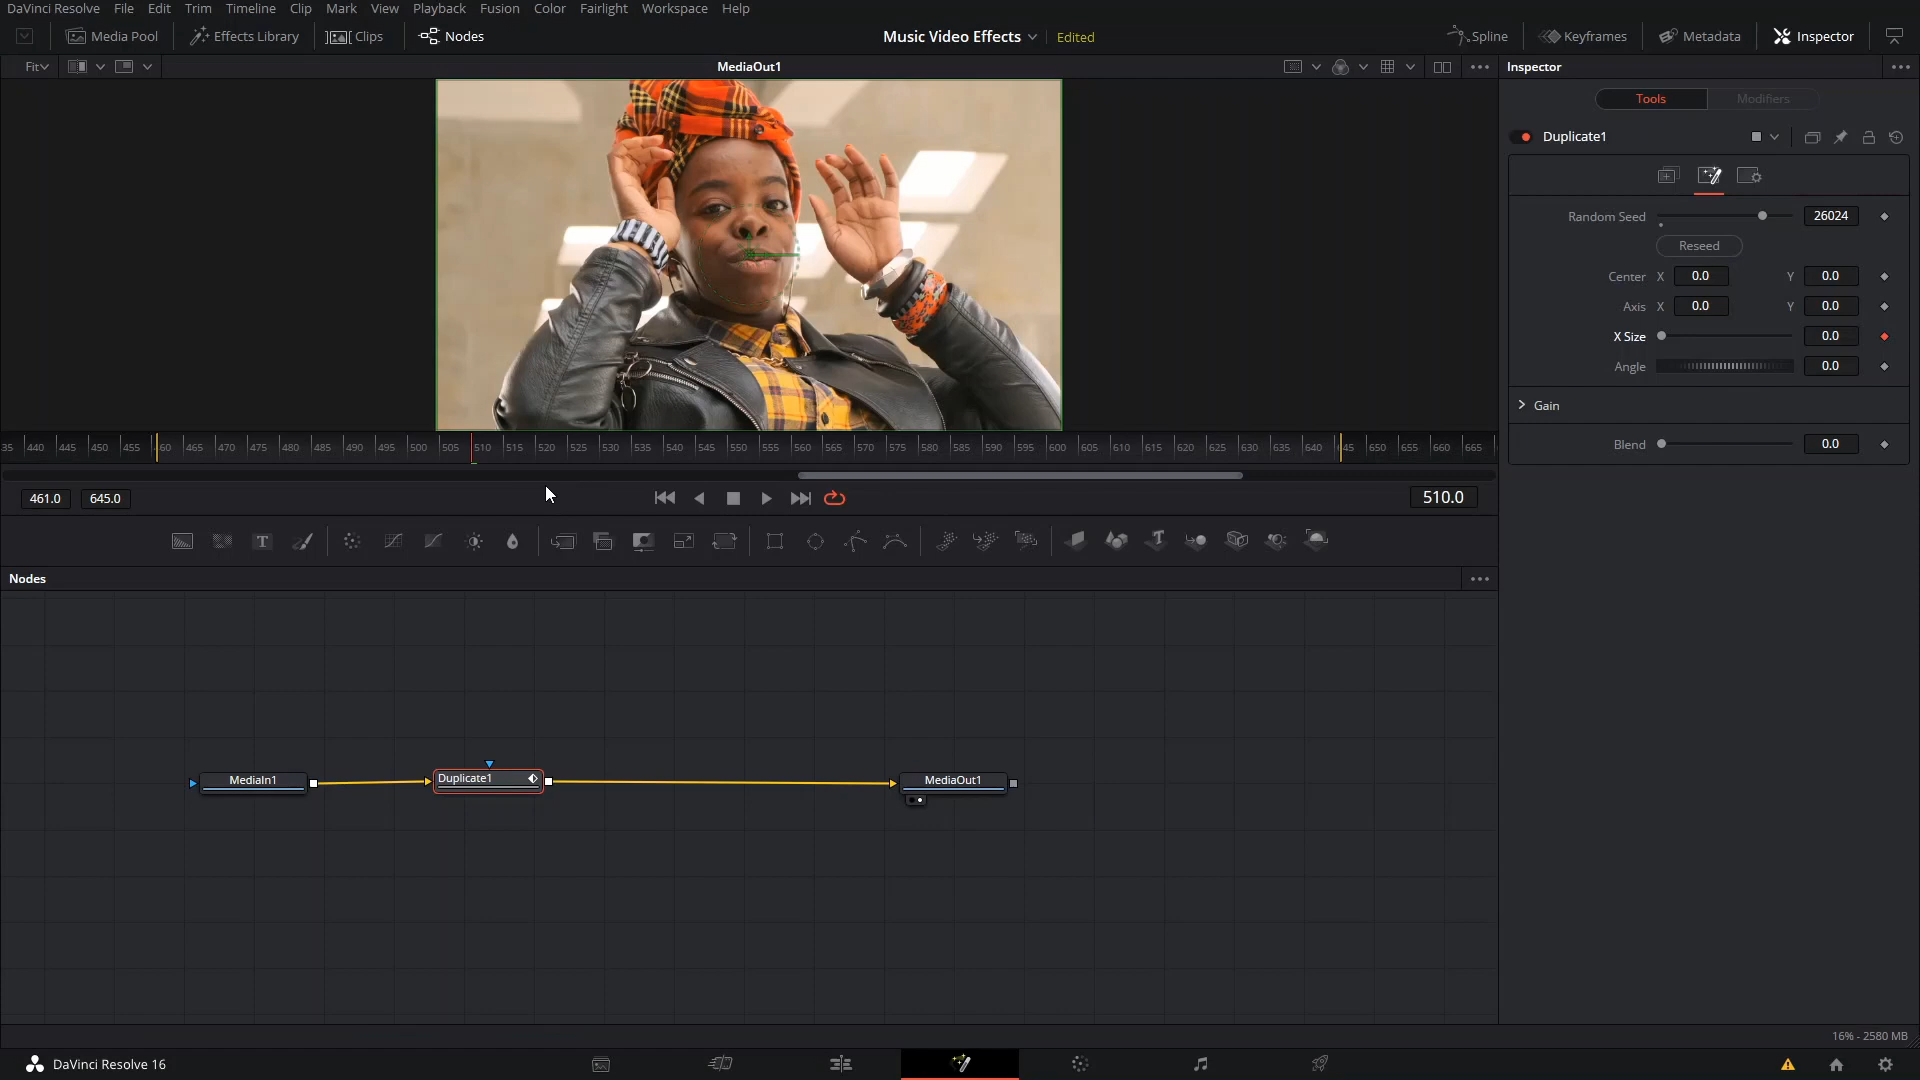 DaVinci Resolve File Edit Trim Timeline Clip Mark View Playback Fusion Color Fairlight Workspace Help
Media Pool Effects Library Clips Nodes Music Video Effects Edited Spline Keyframes Metadata Inspector
Fit MediaOut1 Inspector
Tools Modifiers
Duplicate1
Random Seed 26024
Reseed
Center X 0.0 Y 0.0
Axis X 0.0 Y 0.0
X Size 0.0
Angle 0.0
Gain
Blend 0.0
35 440 445 450 455 60 465 470 475 480 485 490 495 500 505 510 515 520 525 530 535 540 545 550 555 560 565 570 575 580 585 590 595 600 605 610 615 620 625 630 635 640 45 650 655 660 665
461.0 645.0 510.0
T T
Nodes
MediaIn1 Duplicate1 MediaOut1
16% - 2580 MB
DaVinci Resolve 16